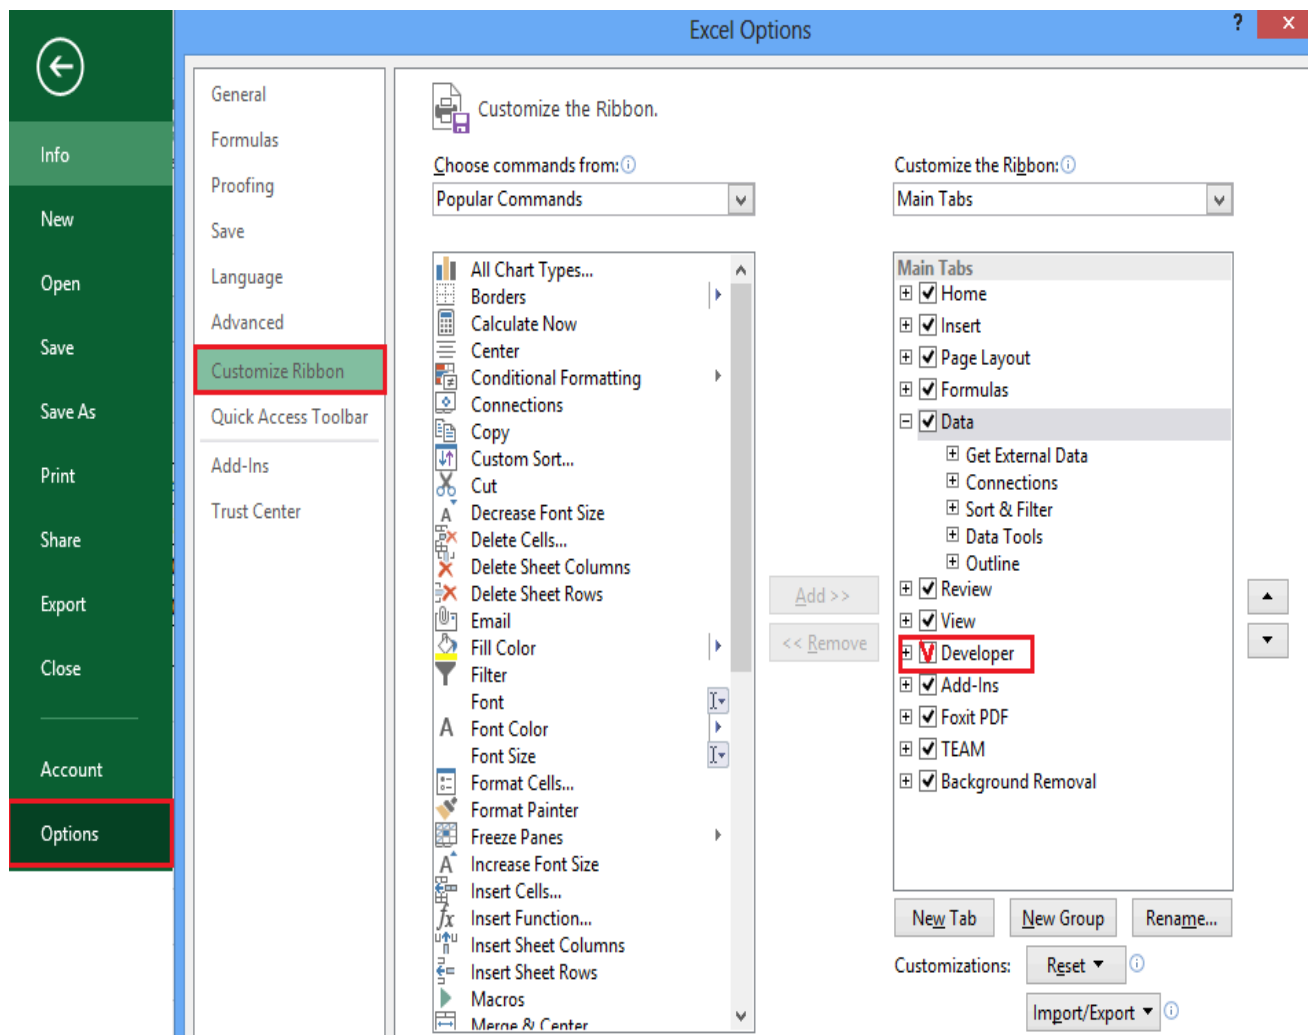 Excel Options
?
Info
New
Open
Save
Save As
Print
Share
Export
Close
Account
Options
General
Formulas
Proofing
Save
Language
Advanced
Customize Ribbon
Quick Access Toolbar
Add-Ins
Trust Center
Customize the Ribbon.
Choose commands from:
Popular Commands
All Chart Types...
Borders
Calculate Now
Center
Conditional Formatting
Connections
Copy
Custom Sort...
Cut
Decrease Font Size
Delete Cells...
Delete Sheet Columns
Delete Sheet Rows
Email
Fill Color
Filter
Font
Font Color
Font Size
Format Cells...
Format Painter
Freeze Panes
Increase Font Size
Insert Cells...
Insert Function...
Insert Sheet Columns
Insert Sheet Rows
Macros
Merge & Center
Add >>
<< Remove
Customize the Ribbon:
Main Tabs
Main Tabs
Home
Insert
Page Layout
Formulas
Data
Get External Data
Connections
Sort & Filter
Data Tools
Outline
Review
View
Developer
Add-Ins
Foxit PDF
TEAM
Background Removal
New Tab
New Group
Rename...
Customizations:
Reset
Import/Export